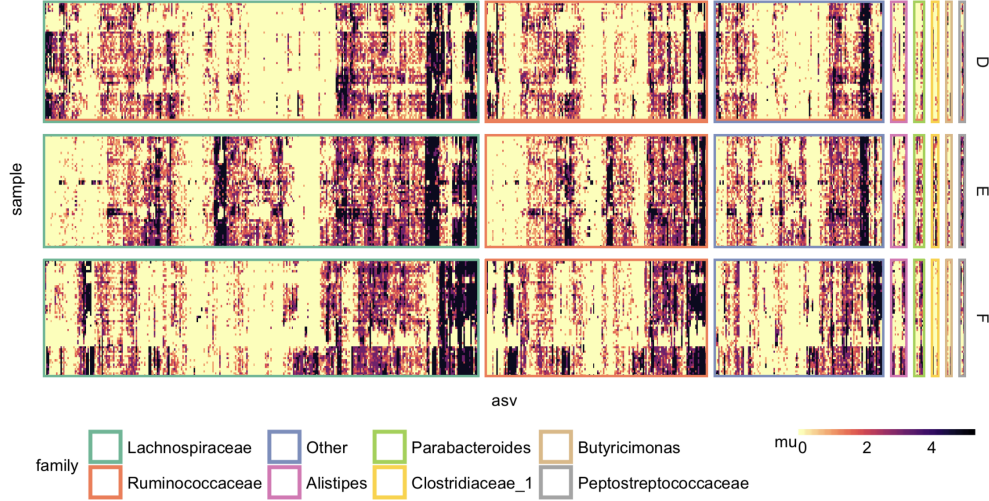 D
sample
E
F
asv
family
Lachnospiraceae
Other
Parabacteroides
Butyricimonas
Ruminococcaceae
Alistipes
Clostridiaceae_1
Peptostreptococcaceae
mu 0 2 4